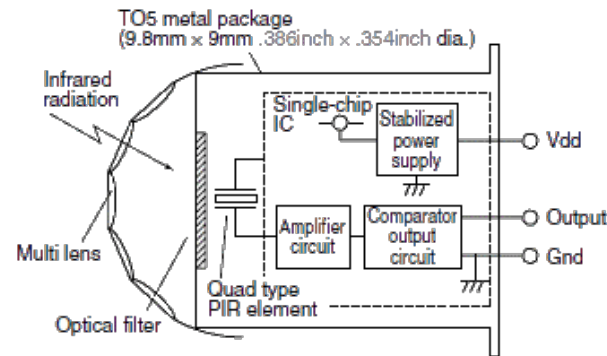 TO5 metal package
(9.8mm x 9mm .386inch × .354inch dia.)
Infrared
radiation
Single-chip
IC
Stabilized
power
supply
Vdd
Amplifier
circuit
Comparator
output
circuit
Output
Gnd
Multi lens
Quad type
PIR element
Optical filter